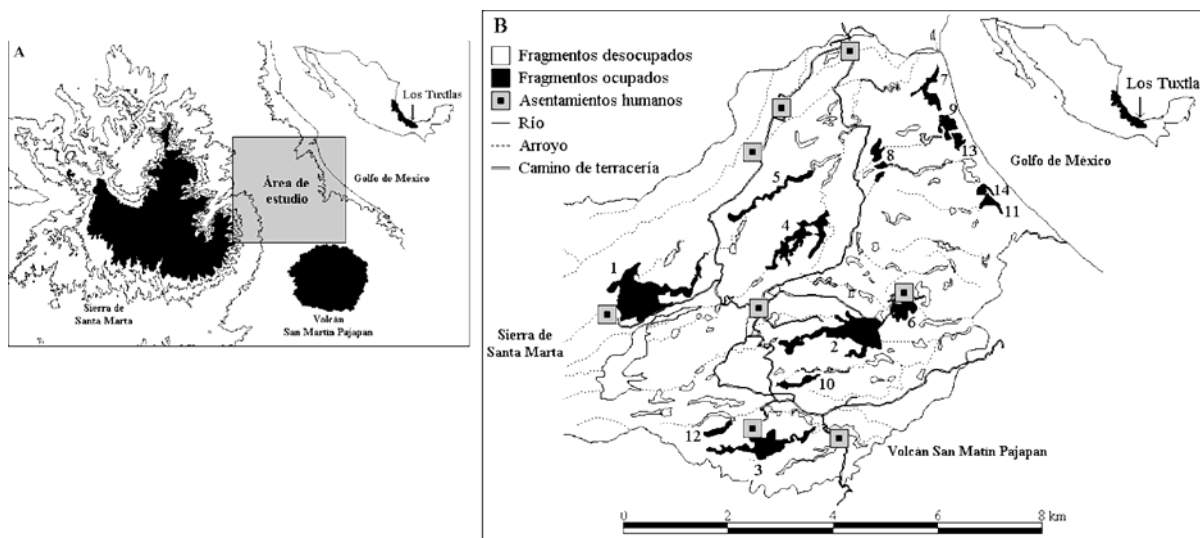 A
Los Tuxtlas
Área de
estudio
Golfo de Mexico
Sierra de
Santa Marta
Volcán
San Martín Pajapan
B
Fragmentos desocupados
Fragmentos ocupados
Asentamientos humanos
Río
Arroyo
Camino de terracería
Los Tuxtlas
Golfo de México
7
9
13
8
14
11
5
4
1
6
2
10
12
3
Sierra de
Santa Marta
Volcán San Matín Pajapan
0 2 4 6 8 km